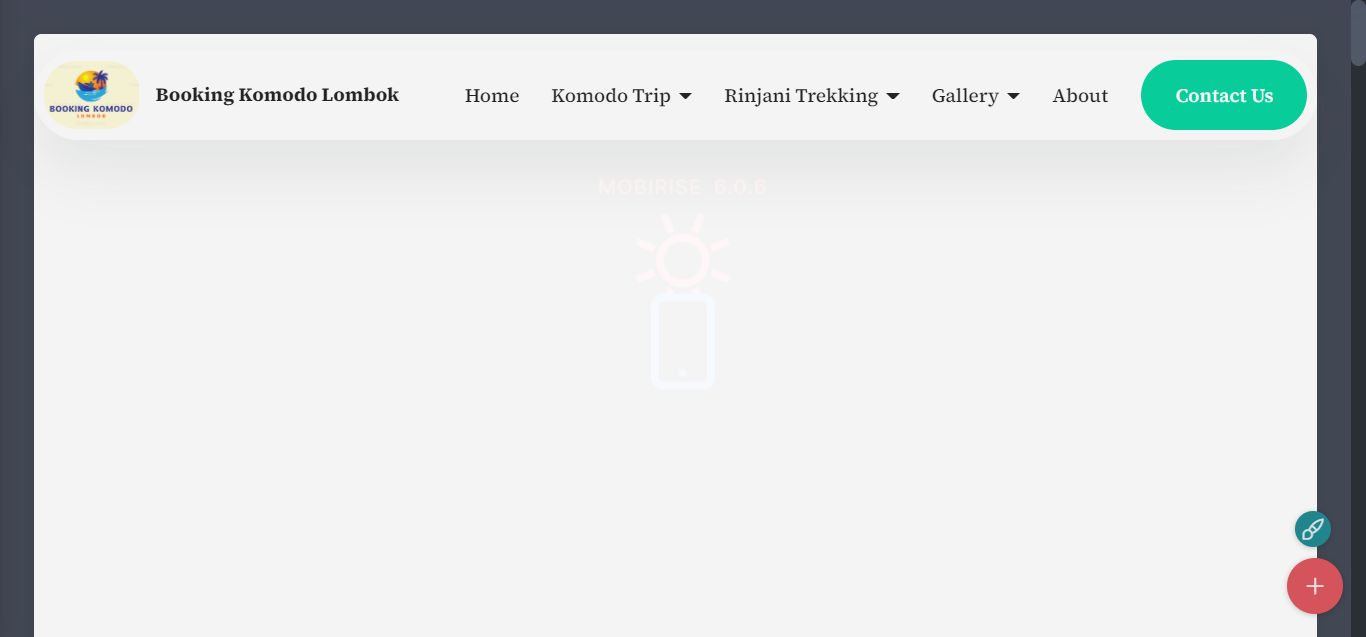 BOOKING KOMODO
LOMBOK
Booking Komodo Lombok
Home
Komodo Trip
Rinjani Trekking
Gallery
About
Contact Us
MOBIRISE 6.0.6